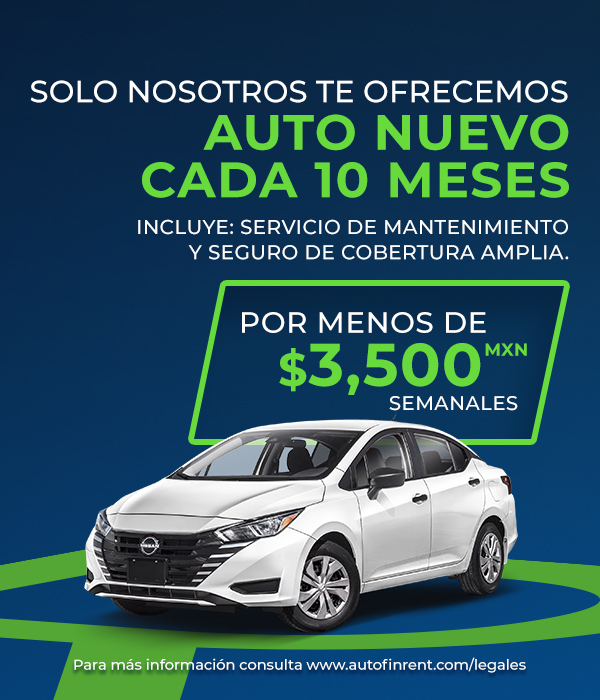 SOLO NOSOTROS TE OFRECEMOS
AUTO NUEVO
CADA 10 MESES
INCLUYE: SERVICIO DE MANTENIMIENTO
Y SEGURO DE COBERTURA AMPLIA.
POR MENOS DE
$3,500 MXN
SEMANALES
NISSAN
Para más información consulta www.autofinrent.com/legales